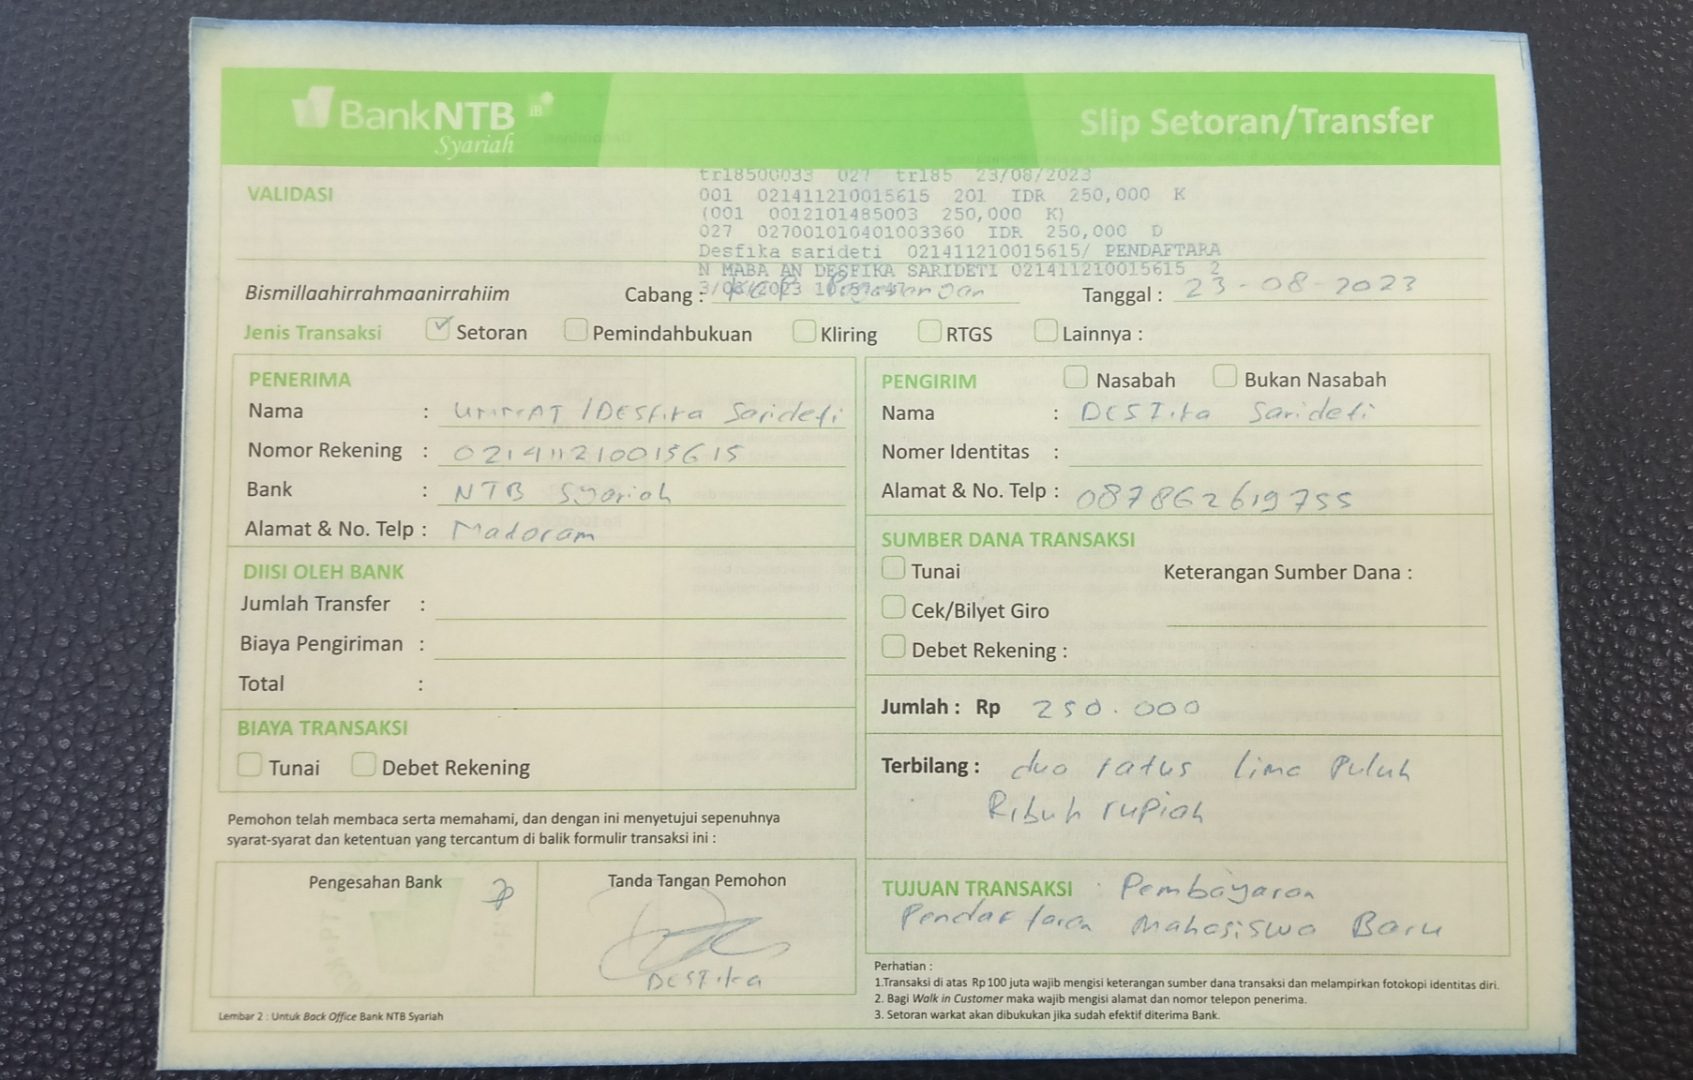 BankNTB iB
Syariah
Slip Setoran/Transfer
VALIDASI
tr18500033 027 tr185 23/08/2023
001 021411210015615 201 IDR 250,000 K
(001 0012101485003 250,000 K)
027 027001010401003360 IDR 250,000 D
Desfika sarideti 021411210015615/ PENDAFTARA
N MABA AN DESFIKA SARIDETI 021411210015615 2
3/08/2023
Bismillaahirrahmaanirrahiim
Cabang :
Tanggal : 23-08-2023
Jenis Transaksi Setoran Pemindahbukuan Kliring RTGS Lainnya :
PENERIMA
Nama : UMMAT / DESfika Sarideti
Nomor Rekening : 021411210015615
Bank : NTB Syariah
Alamat & No. Telp : Mataram
DIISI OLEH BANK
Jumlah Transfer :
Biaya Pengiriman :
Total :
BIAYA TRANSAKSI
Tunai Debet Rekening
Pemohon telah membaca serta memahami, dan dengan ini menyetujui sepenuhnya
syarat-syarat dan ketentuan yang tercantum di balik formulir transaksi ini :
Pengesahan Bank
Tanda Tangan Pemohon
DESfika
Lembar 2 : Untuk Back Office Bank NTB Syariah
PENGIRIM Nasabah Bukan Nasabah
Nama : DESfika Sarideti
Nomer Identitas :
Alamat & No. Telp : 087862619755
SUMBER DANA TRANSAKSI
Tunai Keterangan Sumber Dana :
Cek/Bilyet Giro
Debet Rekening :
Jumlah : Rp 250.000
Terbilang : dua ratus lima Puluh
Ribuh rupiah
TUJUAN TRANSAKSI : Pembayaran
Pendaftaran Mahasiswa Baru
Perhatian :
1.Transaksi di atas Rp100 juta wajib mengisi keterangan sumber dana transaksi dan melampirkan fotokopi identitas diri.
2. Bagi Walk in Customer maka wajib mengisi alamat dan nomor telepon penerima.
3. Setoran warkat akan dibukukan jika sudah efektif diterima Bank.